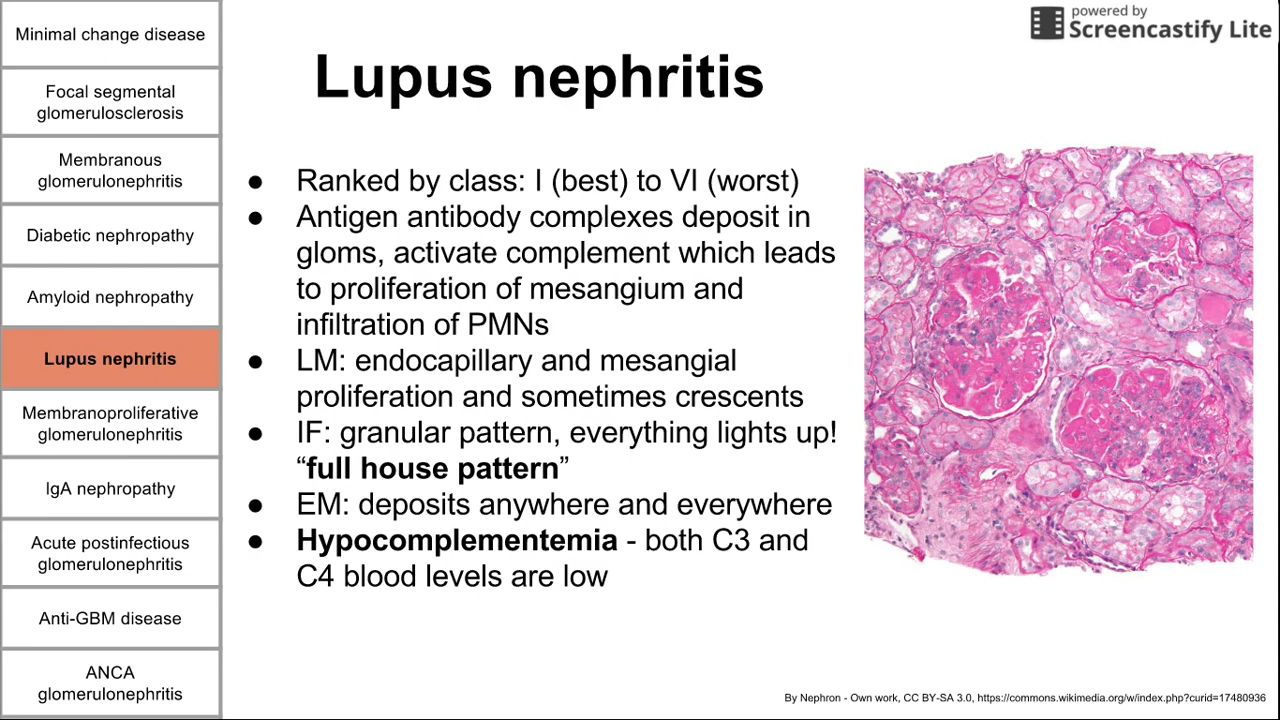 Minimal change disease
Focal segmental
glomerulosclerosis
Membranous
glomerulonephritis
Diabetic nephropathy
Amyloid nephropathy
Lupus nephritis
Membranoproliferative
glomerulonephritis
IgA nephropathy
Acute postinfectious
glomerulonephritis
Anti-GBM disease
ANCA
glomerulonephritis
powered by
Screencastify Lite
Lupus nephritis
● Ranked by class: I (best) to VI (worst)
● Antigen antibody complexes deposit in
gloms, activate complement which leads
to proliferation of mesangium and
infiltration of PMNs
● LM: endocapillary and mesangial
proliferation and sometimes crescents
● IF: granular pattern, everything lights up!
“full house pattern”
● EM: deposits anywhere and everywhere
● Hypocomplementemia - both C3 and
C4 blood levels are low
By Nephron - Own work, CC BY-SA 3.0, https://commons.wikimedia.org/w/index.php?curid=17480936